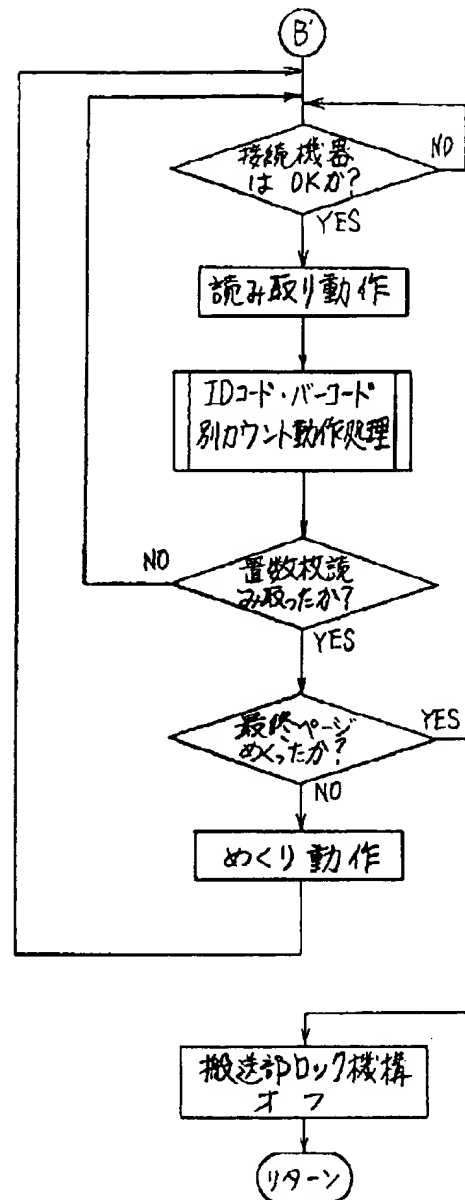 B'
接続機器
は OKか?
NO
YES
読み取り動作
IDコード・バーコード
別カウント動作処理
NO
置数枚読
み取ったか?
YES
最終ページ
めくったか?
YES
NO
めくり動作
搬送部ロック機構
オフ
リターン